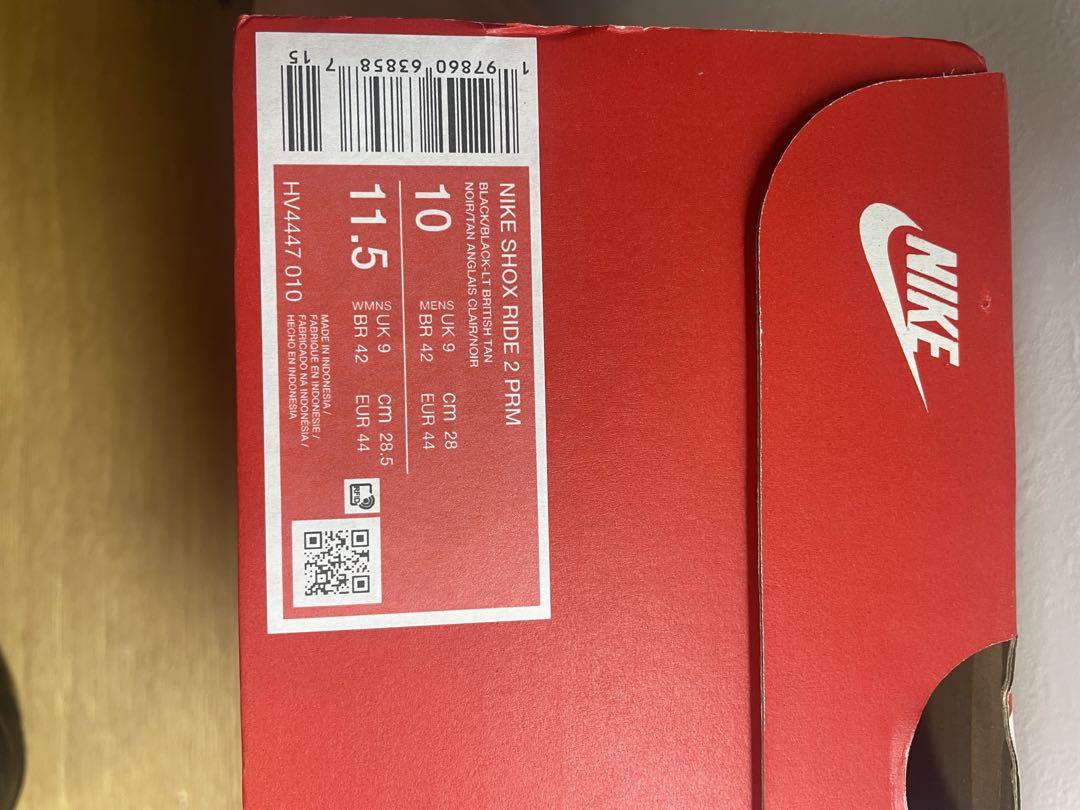 1 97860 63858 7 15
NIKE SHOX RIDE 2 PRM
BLACK/BLACK-LT BRITISH TAN
NOIR/TAN ANGLAIS CLAIR/NOIR
10 MENS UK 9 cm 28
BR 42 EUR 44
11.5 WMNS UK 9 cm 28.5
BR 42 EUR 44
HV4447 010
MADE IN INDONESIA /
FABRIQUE EN INDONESIE /
FABRICADO NA INDONÉSIA /
HECHO EN INDONESIA
RFID
NIKE